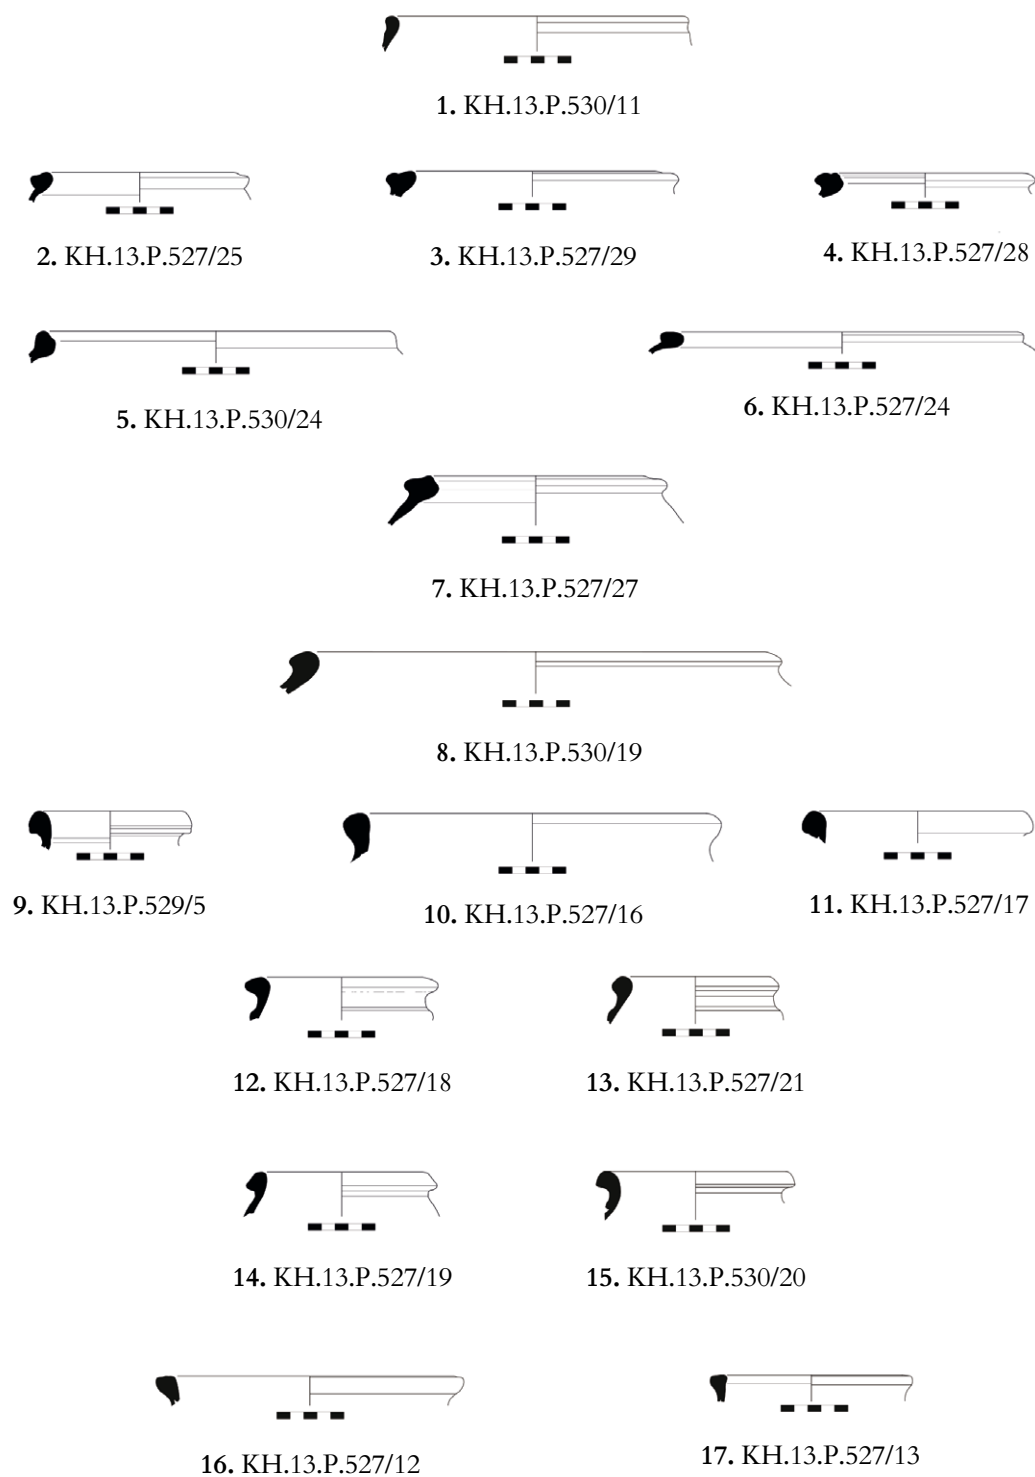 1. KH.13.P.530/11
2. KH.13.P.527/25
3. KH.13.P.527/29
4. KH.13.P.527/28
5. KH.13.P.530/24
6. KH.13.P.527/24
7. KH.13.P.527/27
8. KH.13.P.530/19
9. KH.13.P.529/5
10. KH.13.P.527/16
11. KH.13.P.527/17
12. KH.13.P.527/18
13. KH.13.P.527/21
14. KH.13.P.527/19
15. KH.13.P.530/20
16. KH.13.P.527/12
17. KH.13.P.527/13